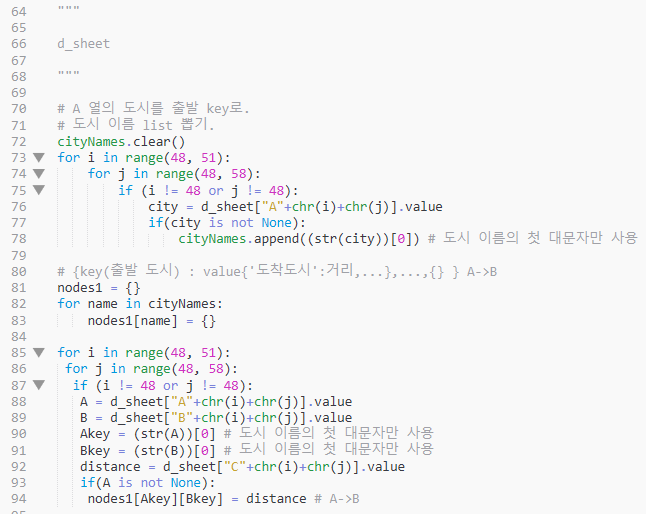 64 """
65
66 d_sheet
67
68 """
69
70 # A 열의 도시를 출발 key로.
71 # 도시 이름 list 뽑기.
72 cityNames.clear()
73 for i in range(48, 51):
74 for j in range(48, 58):
75 if (i != 48 or j != 48):
76 city = d_sheet["A"+chr(i)+chr(j)].value
77 if(city is not None):
78 cityNames.append((str(city))[0]) # 도시 이름의 첫 대문자만 사용
79
80 # {key(출발 도시) : value{'도착도시':거리,...},...,{} } A->B
81 nodes1 = {}
82 for name in cityNames:
83 nodes1[name] = {}
84
85 for i in range(48, 51):
86 for j in range(48, 58):
87 if (i != 48 or j != 48):
88 A = d_sheet["A"+chr(i)+chr(j)].value
89 B = d_sheet["B"+chr(i)+chr(j)].value
90 Akey = (str(A))[0] # 도시 이름의 첫 대문자만 사용
91 Bkey = (str(B))[0] # 도시 이름의 첫 대문자만 사용
92 distance = d_sheet["C"+chr(i)+chr(j)].value
93 if(A is not None):
94 nodes1[Akey][Bkey] = distance # A->B